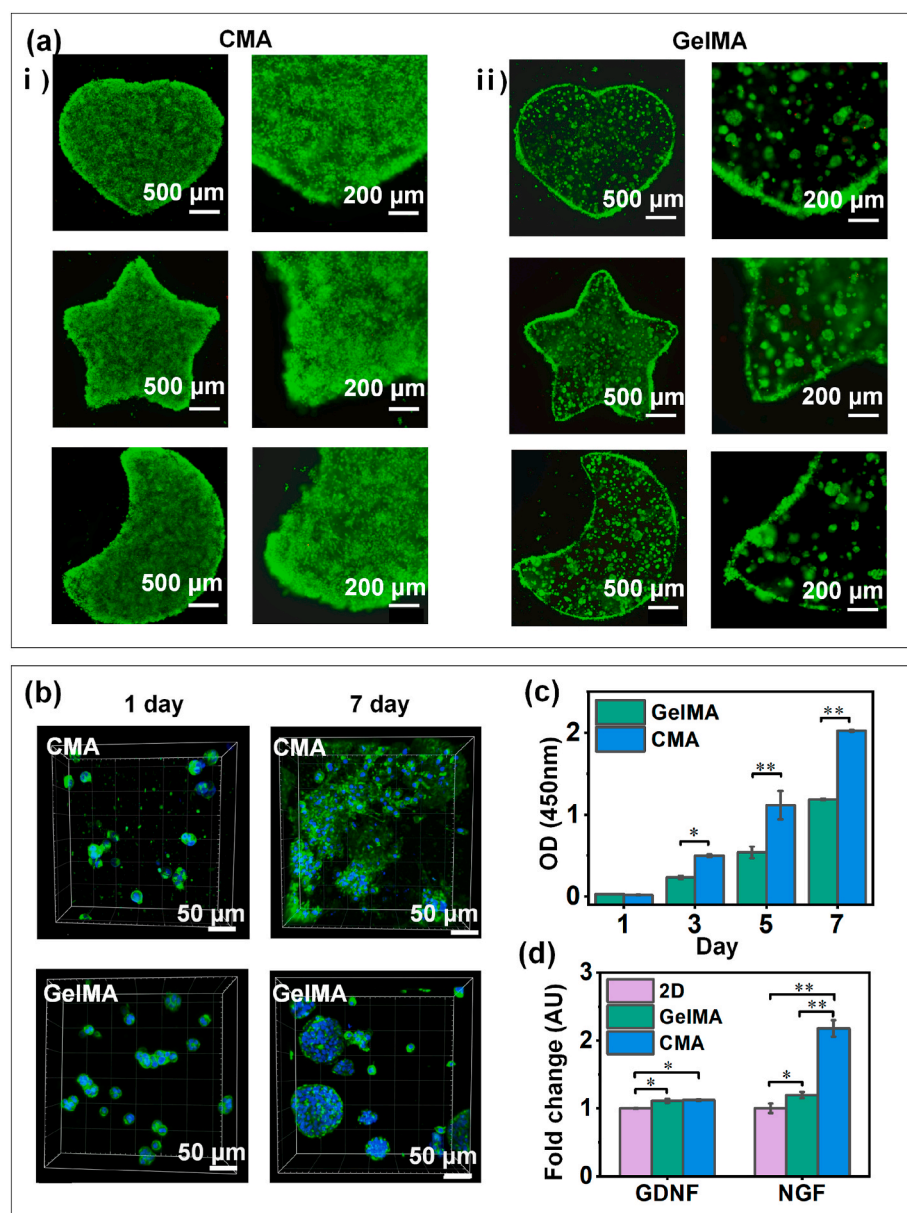 (a)
CMA
GelMA
i )
ii)
500 μm
200 μm
500 μm
200 μm
500 μm
200 μm
500 μm
200 μm
500 μm
200 μm
500 μm
200 μm
(b)
1 day
7 day
CMA
50 μm
CMA
50 μm
GelMA
50 μm
GelMA
50 μm
(c)
GelMA
CMA
OD (450nm)
2
1
0
*
**
**
1 3 5 7
Day
(d)
2D
GelMA
CMA
Fold change (AU)
3
2
1
0
*
*
*
**
**
GDNF NGF